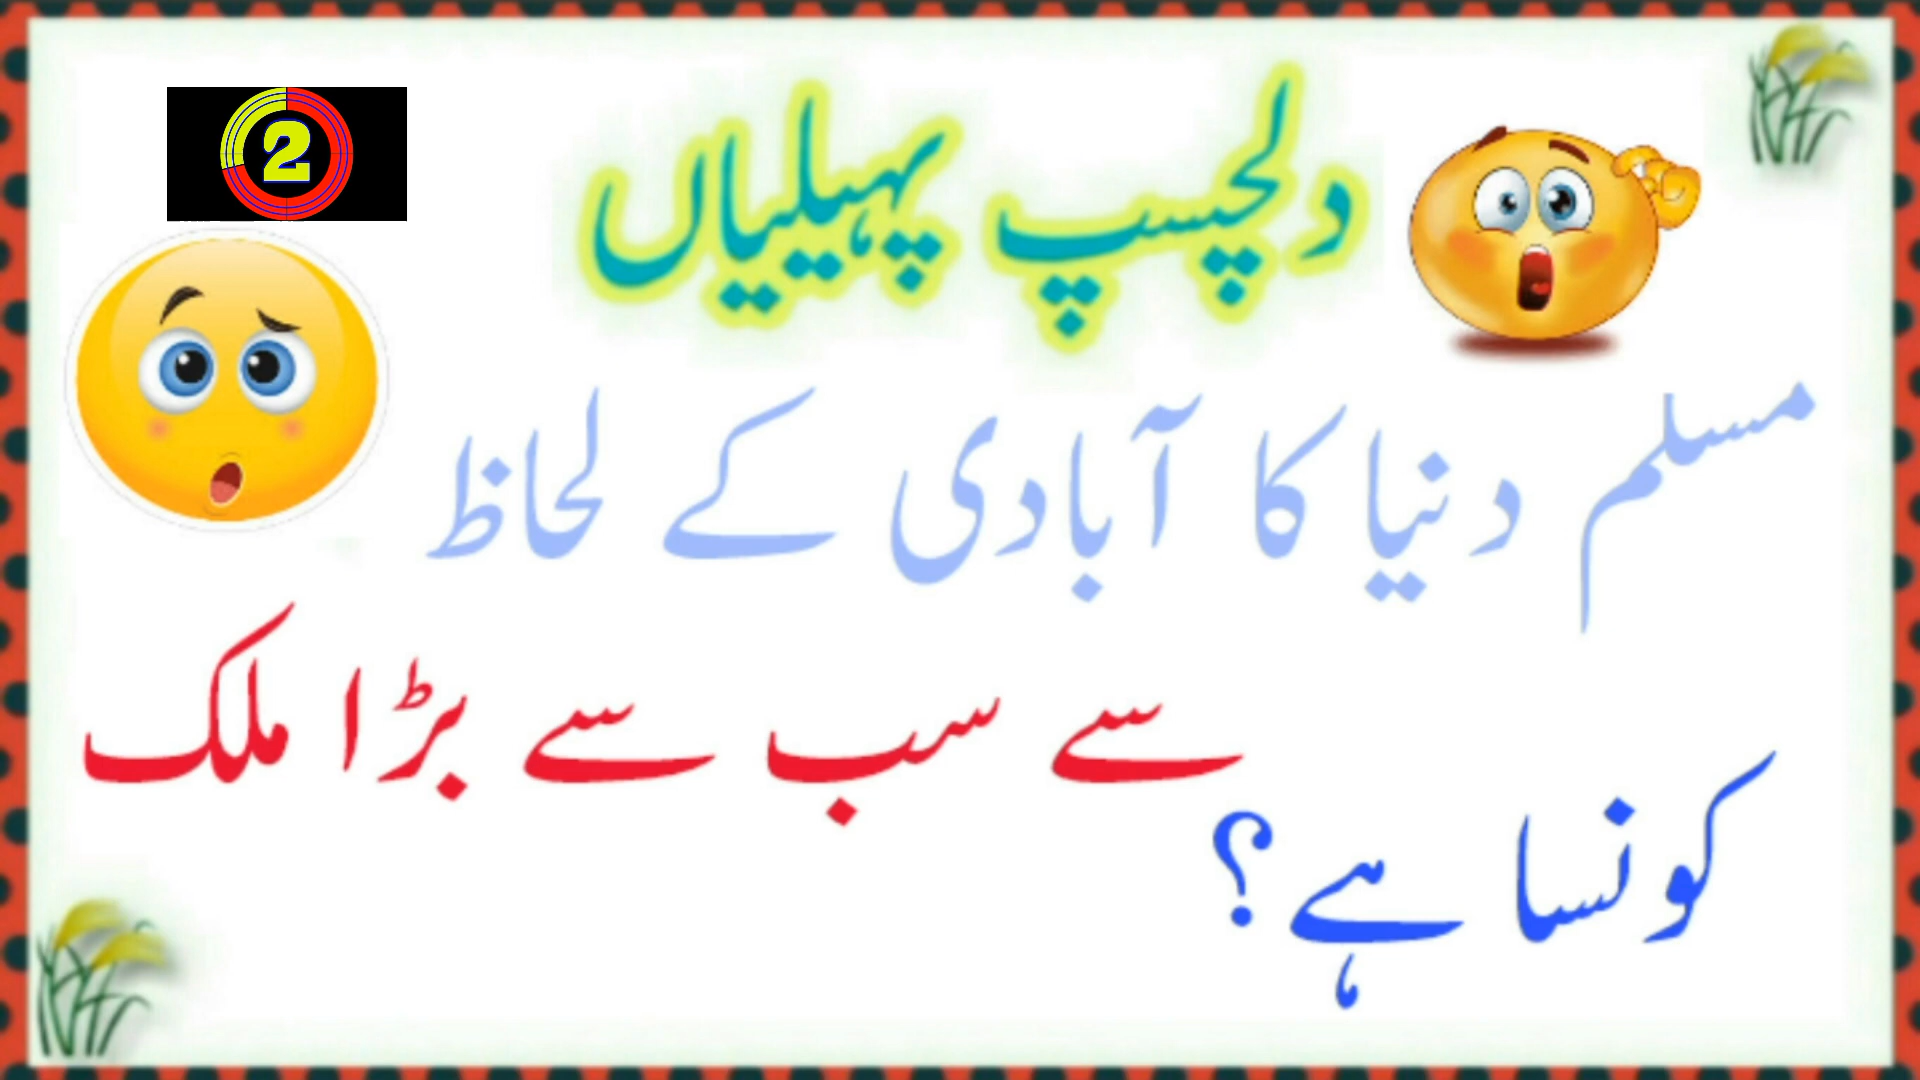 2
دلچسپ پہیلیاں
مسلم دنیا کا آبادی کے لحاظ
سے سب سے بڑا ملک
کونسا ہے؟